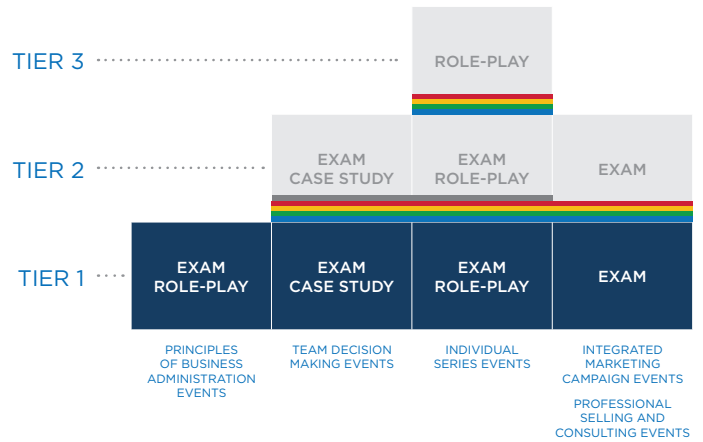 TIER 3
ROLE-PLAY
TIER 2
EXAM
CASE STUDY
EXAM
ROLE-PLAY
EXAM
TIER 1
EXAM
ROLE-PLAY
EXAM
CASE STUDY
EXAM
ROLE-PLAY
EXAM
PRINCIPLES
OF BUSINESS
ADMINISTRATION
EVENTS
TEAM DECISION
MAKING EVENTS
INDIVIDUAL
SERIES EVENTS
INTEGRATED
MARKETING
CAMPAIGN EVENTS
PROFESSIONAL
SELLING AND
CONSULTING EVENTS